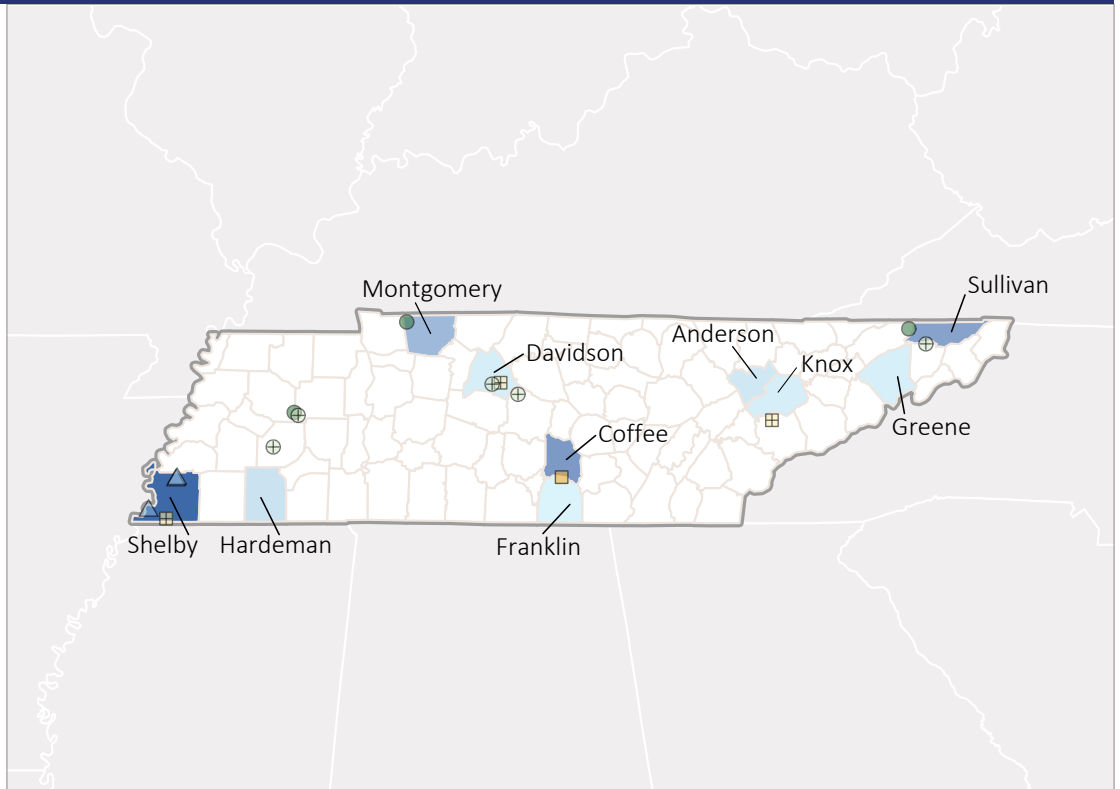 Sullivan
Montgomery
Anderson
Davidson
Knox
Greene
Coffee
Shelby
Hardeman
Franklin